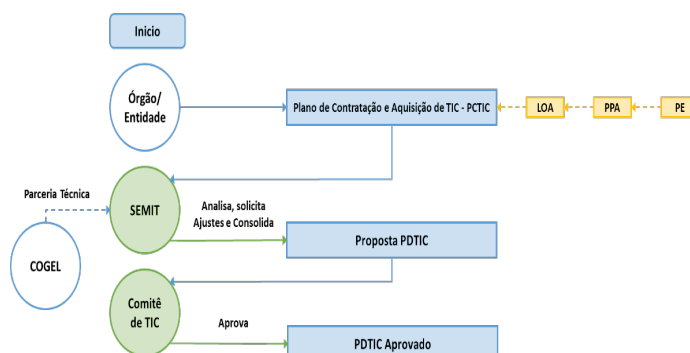 Inicio
Órgão/
Entidade
Plano de Contratação e Aquisição de TIC - PCTIC
LOA
PPA
PE
Parceria Técnica
SEMIT
Analisa, solicita
Ajustes e Consolida
Proposta PDTIC
COGEL
Comitê
de TIC
Aprova
PDTIC Aprovado